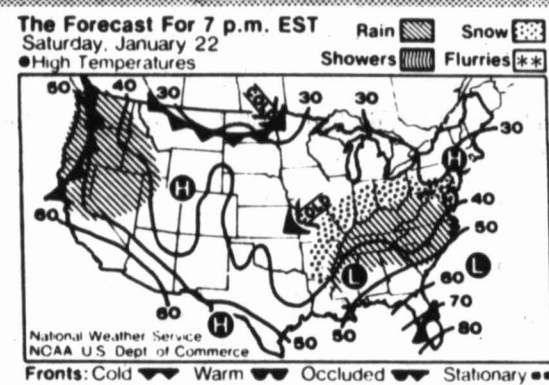 The Forecast For 7 p.m. EST
Saturday, January 22
●High Temperatures
Rain Snow
Showers Flurries
50 40 30 30 30 30
H
H
40
50
60
L
L
60
70
80
60
H
50 50 50
National Weather Service
NOAA U S Dept of Commerce
Fronts: Cold Warm Occluded Stationary